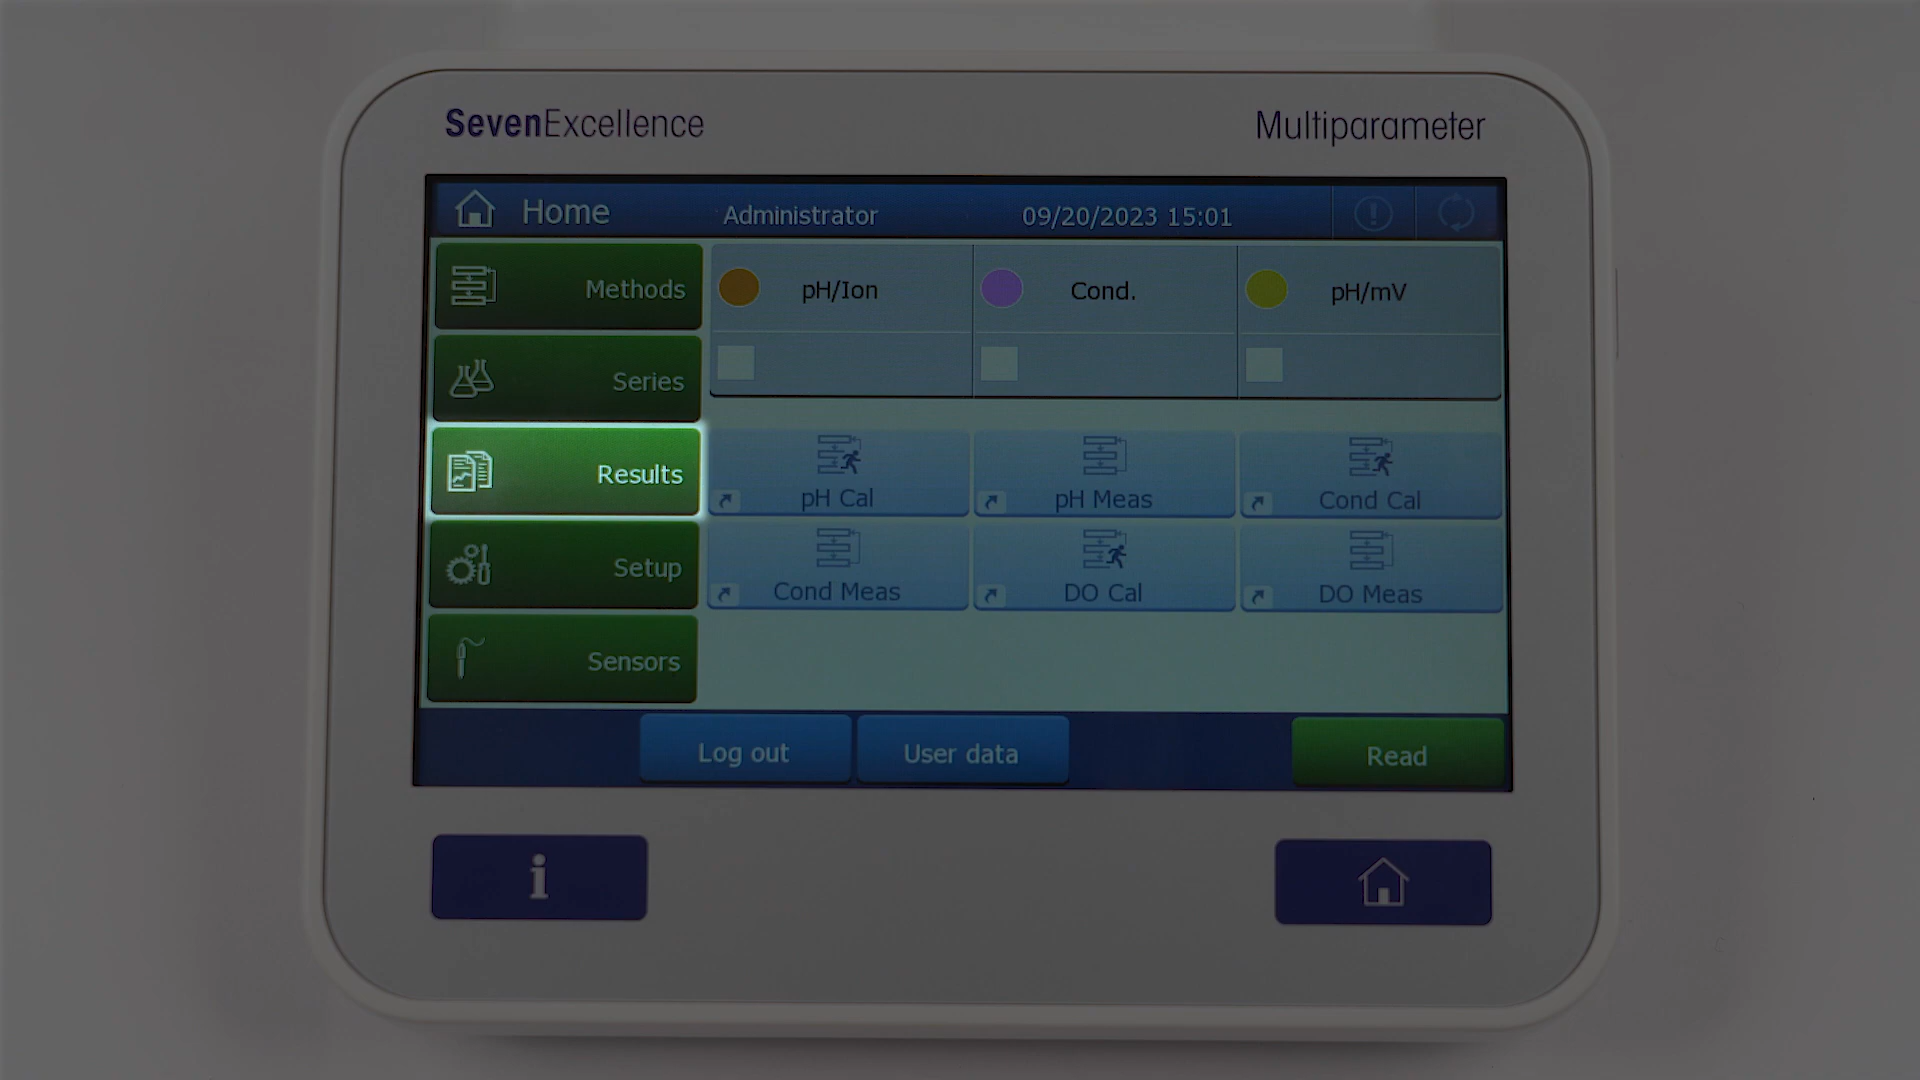 SevenExcellence
Multiparameter
Home
Administrator
09/20/2023 15:01
Methods
pH/Ion
Cond.
pH/mV
Series
Results
pH Cal
pH Meas
Cond Cal
Setup
Cond Meas
DO Cal
DO Meas
Sensors
Log out
User data
Read
i